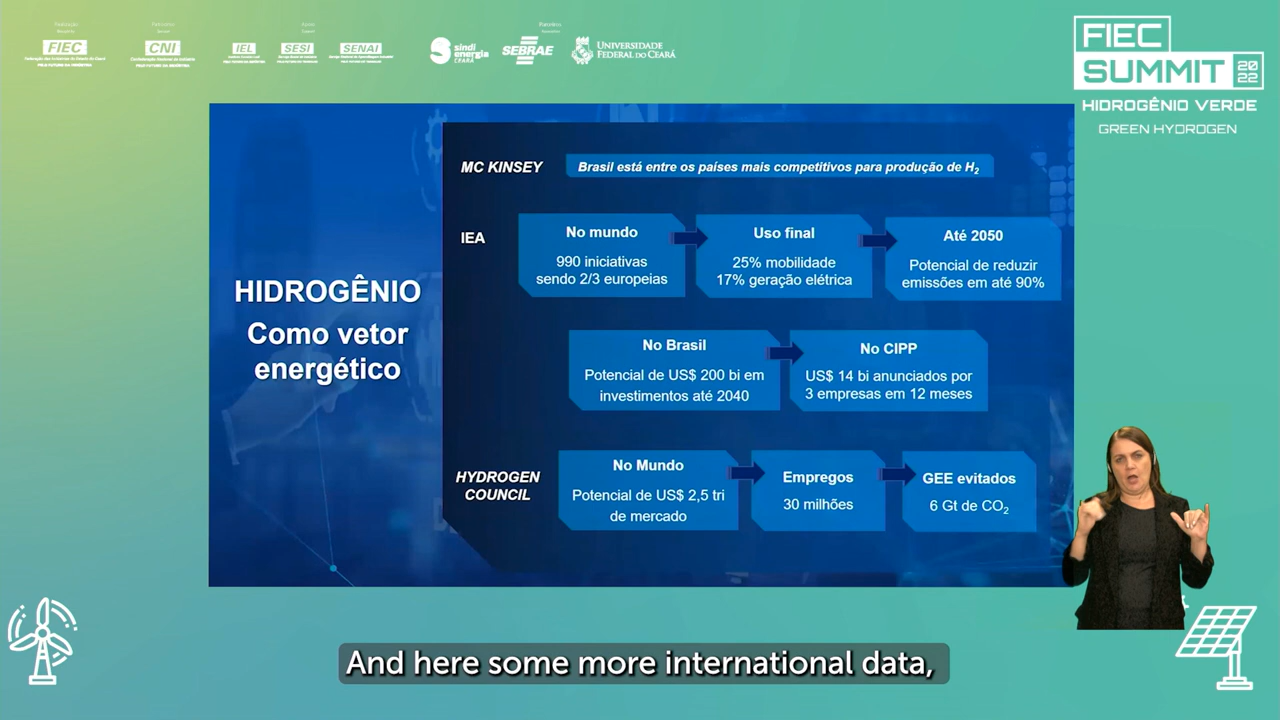 Realização
Patrocínio
Apoio
Parceiros
FIEC
CNI
IEL
SESI
SENAI
sindi
energia
CEARÁ
SEBRAE
UNIVERSIDADE
FEDERAL DO CEARÁ
FIEC
SUMMIT 2022
HIDROGÊNIO VERDE
GREEN HYDROGEN
HIDROGÊNIO
Como vetor
energético
MC KINSEY
Brasil está entre os países mais competitivos para produção de H₂
IEA
No mundo
990 iniciativas
sendo 2/3 europeias
Uso final
25% mobilidade
17% geração elétrica
Até 2050
Potencial de reduzir
emissões em até 90%
No Brasil
Potencial de US$ 200 bi em
investimentos até 2040
No CIPP
US$ 14 bi anunciados por
3 empresas em 12 meses
HYDROGEN
COUNCIL
No Mundo
Potencial de US$ 2,5 tri
de mercado
Empregos
30 milhões
GEE evitados
6 Gt de CO₂
And here some more international data,